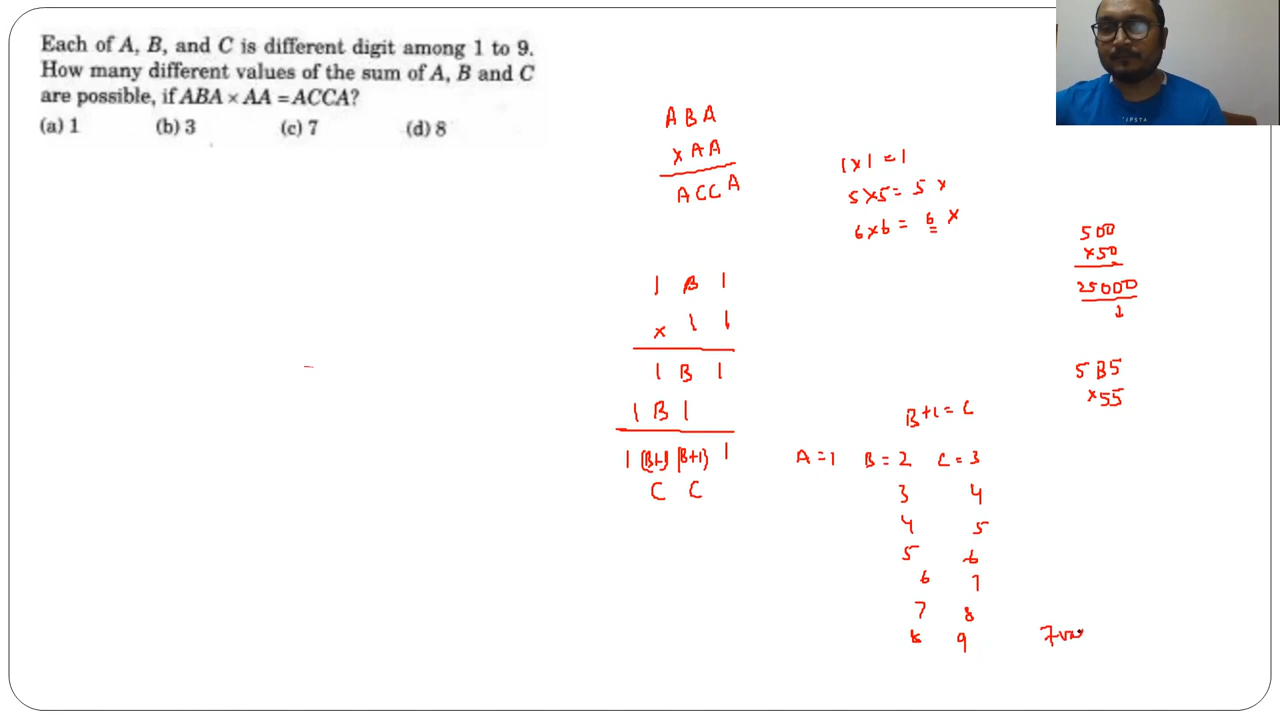 Each of A, B, and C is different digit among 1 to 9.
How many different values of the sum of A, B and C
are possible, if ABA × AA = ACCA?
(a) 1 (b) 3 (c) 7 (d) 8
A B A
× A A
A C C A
1 × 1 = 1
5 × 5 = 5 ×
6 × 6 = 6 ×
500
×50
25000
↓
1 B 1
× 1 1
1 B 1
1 B 1
1 (B+1) (B+1) 1
C C
5B5
×55
B+1 = C
A = 1 B = 2 C = 3
3 4
4 5
5 6
6 7
7 8
8 9
7